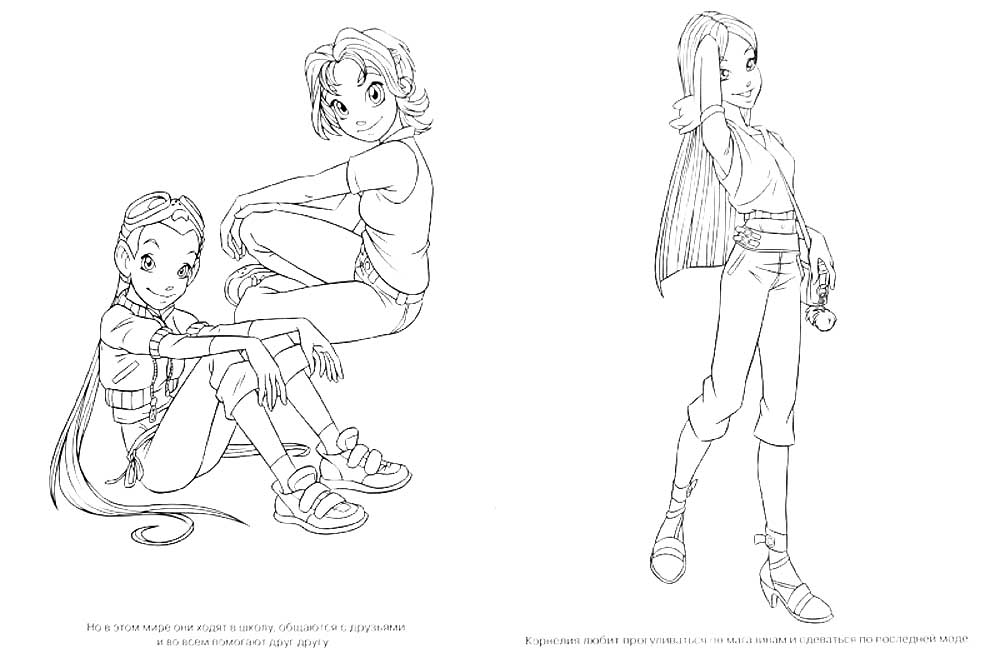 Но в этом мире они ходят в школу, общаются с друзьями
и во всем помогают друг другу
Корнелия любит прогуливаться по магазинам и одеваться по последней моде